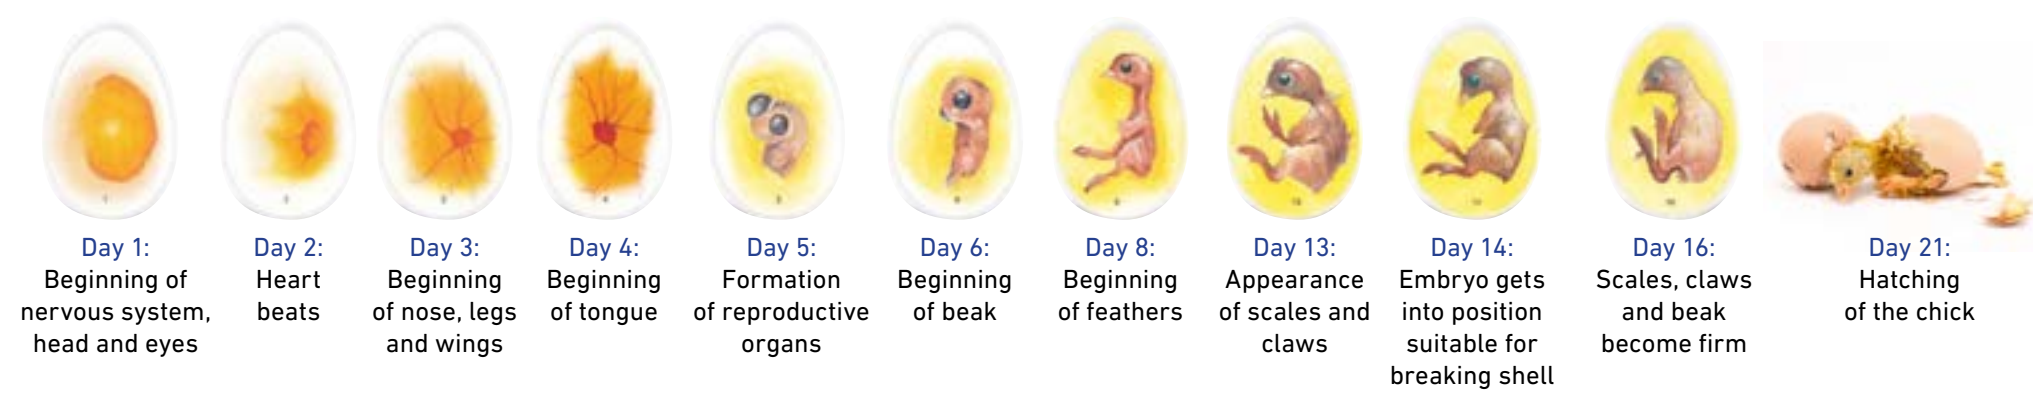 Day 1:
Beginning of
nervous system,
head and eyes
Day 2:
Heart
beats
Day 3:
Beginning
of nose, legs
and wings
Day 4:
Beginning
of tongue
Day 5:
Formation
of reproductive
organs
Day 6:
Beginning
of beak
Day 8:
Beginning
of feathers
Day 13:
Appearance
of scales and
claws
Day 14:
Embryo gets
into position
suitable for
breaking shell
Day 16:
Scales, claws
and beak
become firm
Day 21:
Hatching
of the chick